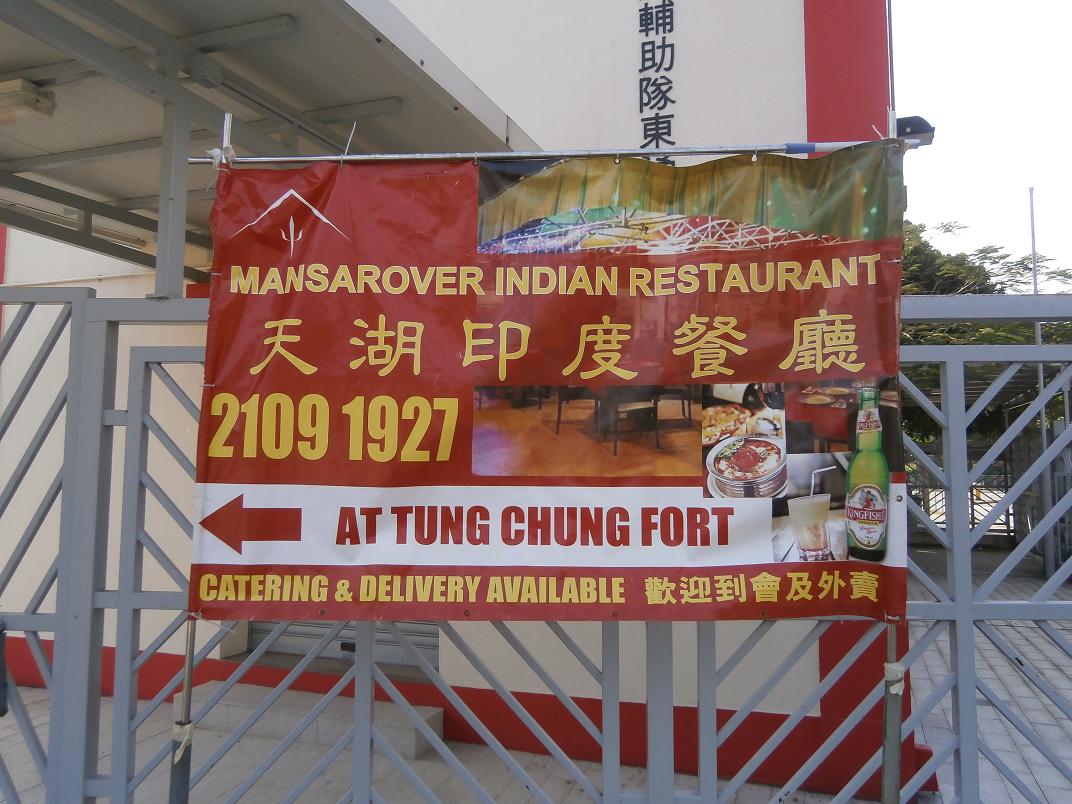 輔助隊東
MANSAROVER INDIAN RESTAURANT
天湖印度餐廳
2109 1927
AT TUNG CHUNG FORT
KINGFISHER
CATERING & DELIVERY AVAILABLE 歡迎到會及外賣